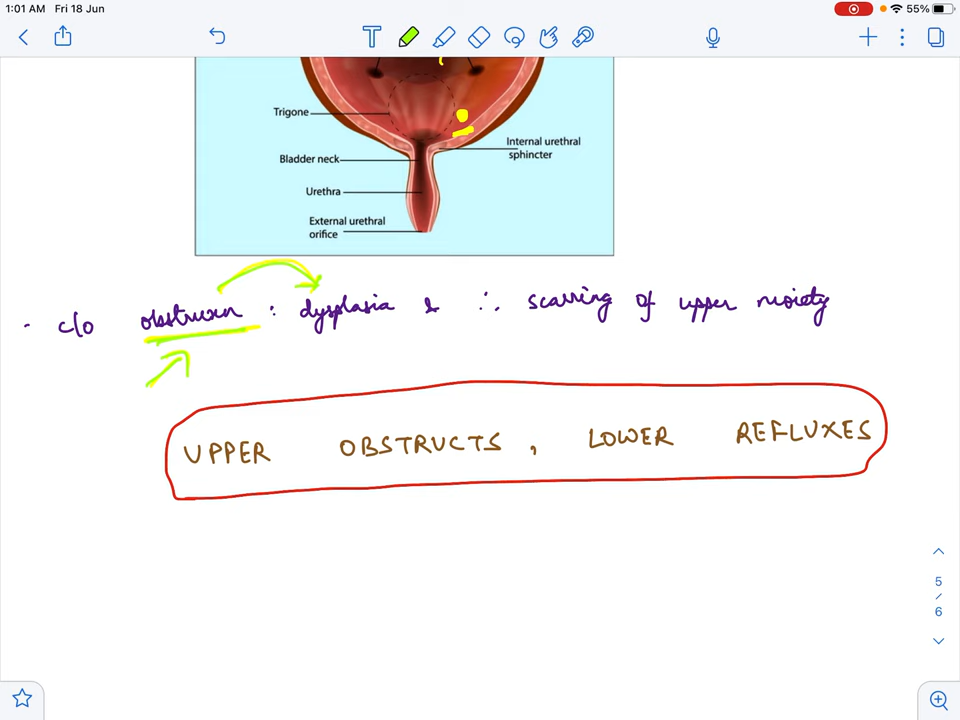 1:01 AM Fri 18 Jun
55%
T
Trigone
Internal urethral
sphincter
Bladder neck
Urethra
External urethral
orifice
. c/o obstruxn : dysplasia & ∴ scarring of upper moiety
UPPER OBSTRUCTS, LOWER REFLUXES
5
/
6